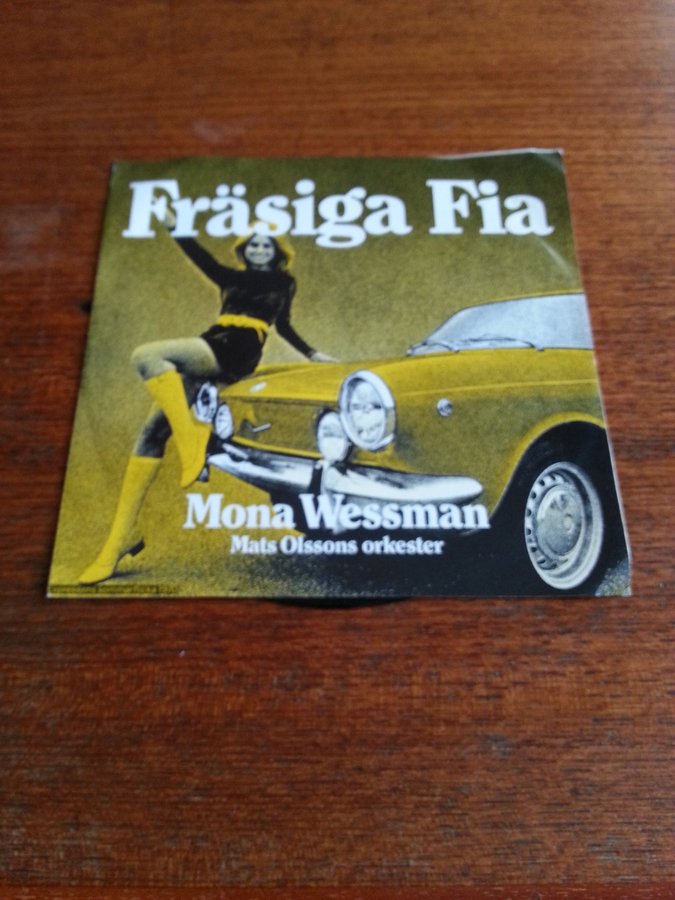 Fräsiga Fia
Mona Wessman
Mats Olssons orkester